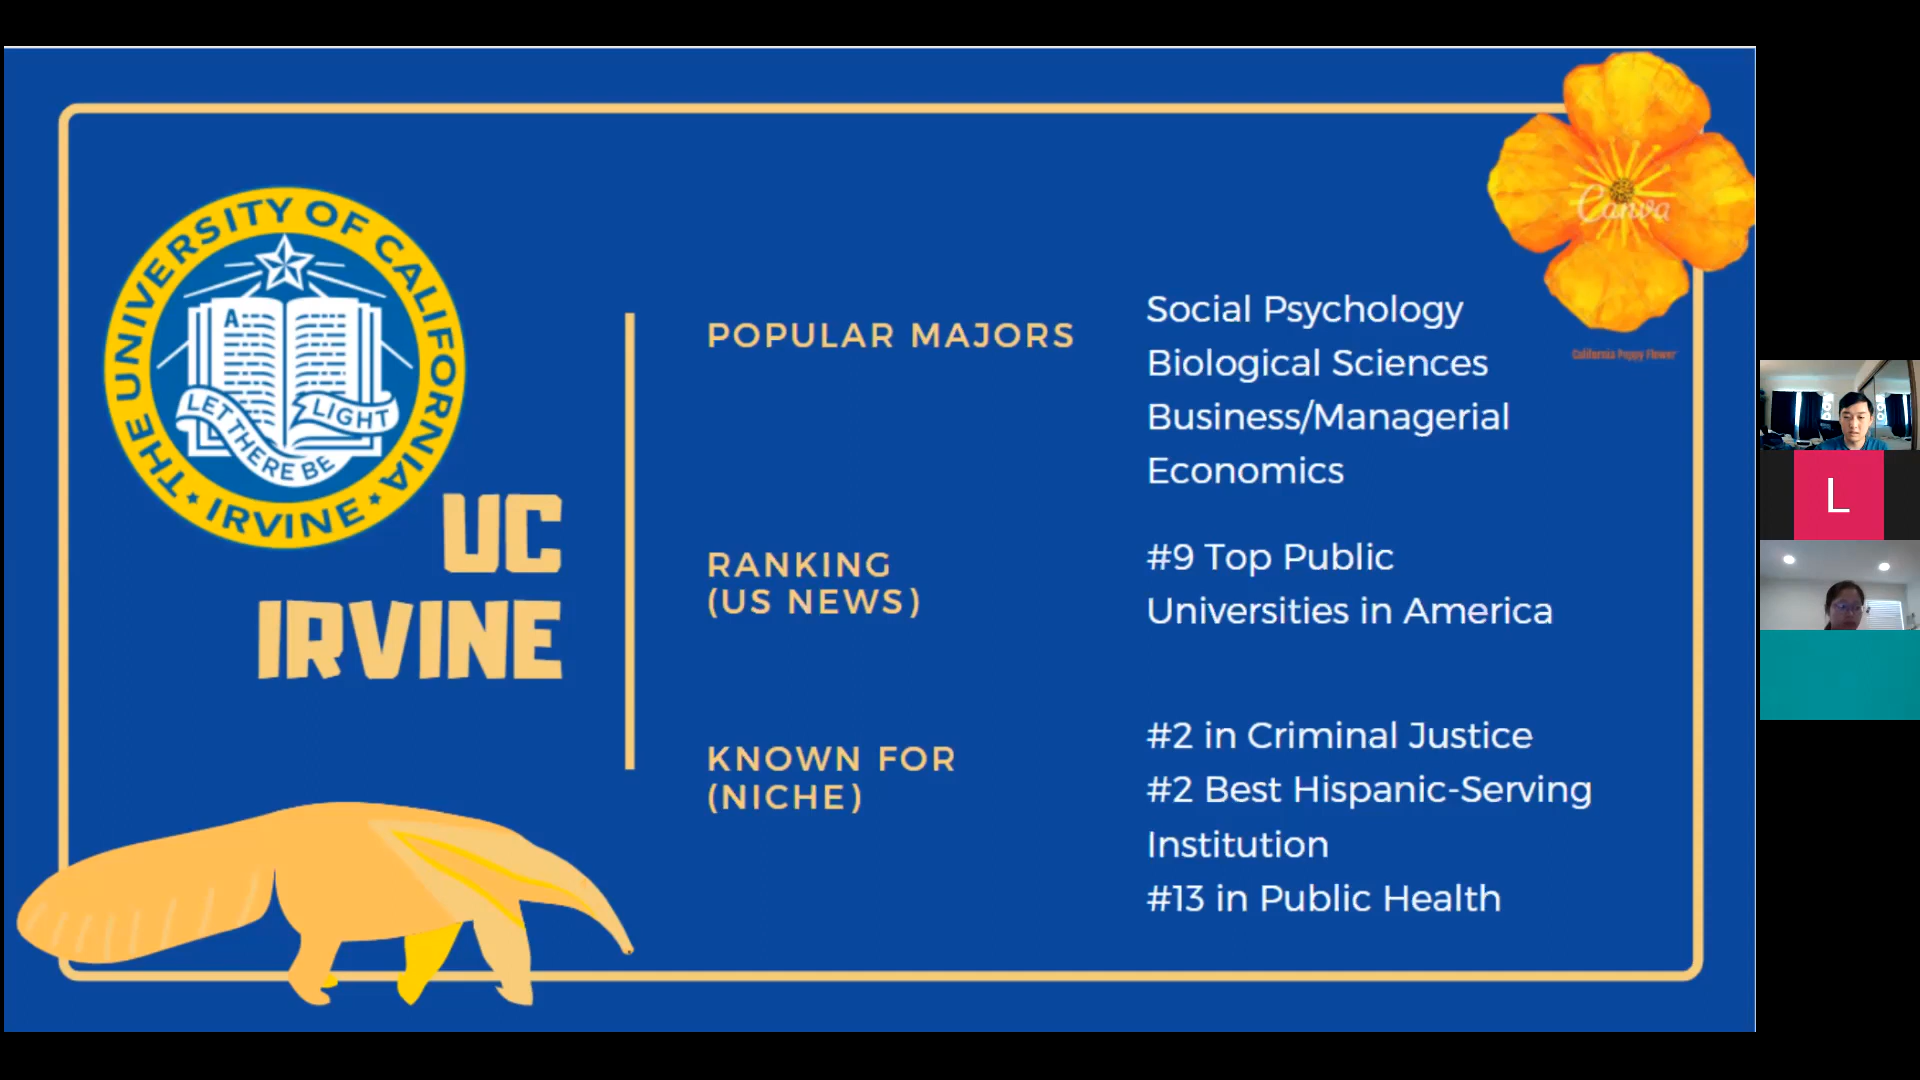 THE UNIVERSITY OF CALIFORNIA
IRVINE
A
LET THERE BE LIGHT
UC
IRVINE
POPULAR MAJORS
Social Psychology
Biological Sciences
Business/Managerial
Economics
RANKING
(US NEWS)
#9 Top Public
Universities in America
KNOWN FOR
(NICHE)
#2 in Criminal Justice
#2 Best Hispanic-Serving
Institution
#13 in Public Health
Canva
California Poppy Flower
L